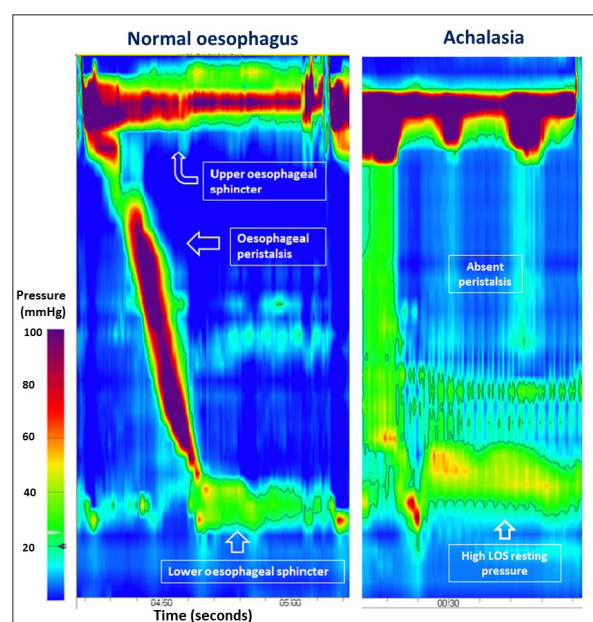 Normal oesophagus
Achalasia
Upper oesophageal
sphincter
Oesophageal
peristalsis
Absent
peristalsis
Pressure
(mmHg)
100
80
60
40
20
Lower oesophageal sphincter
High LOS resting
pressure
04:50
05:00
00:30
Time (seconds)